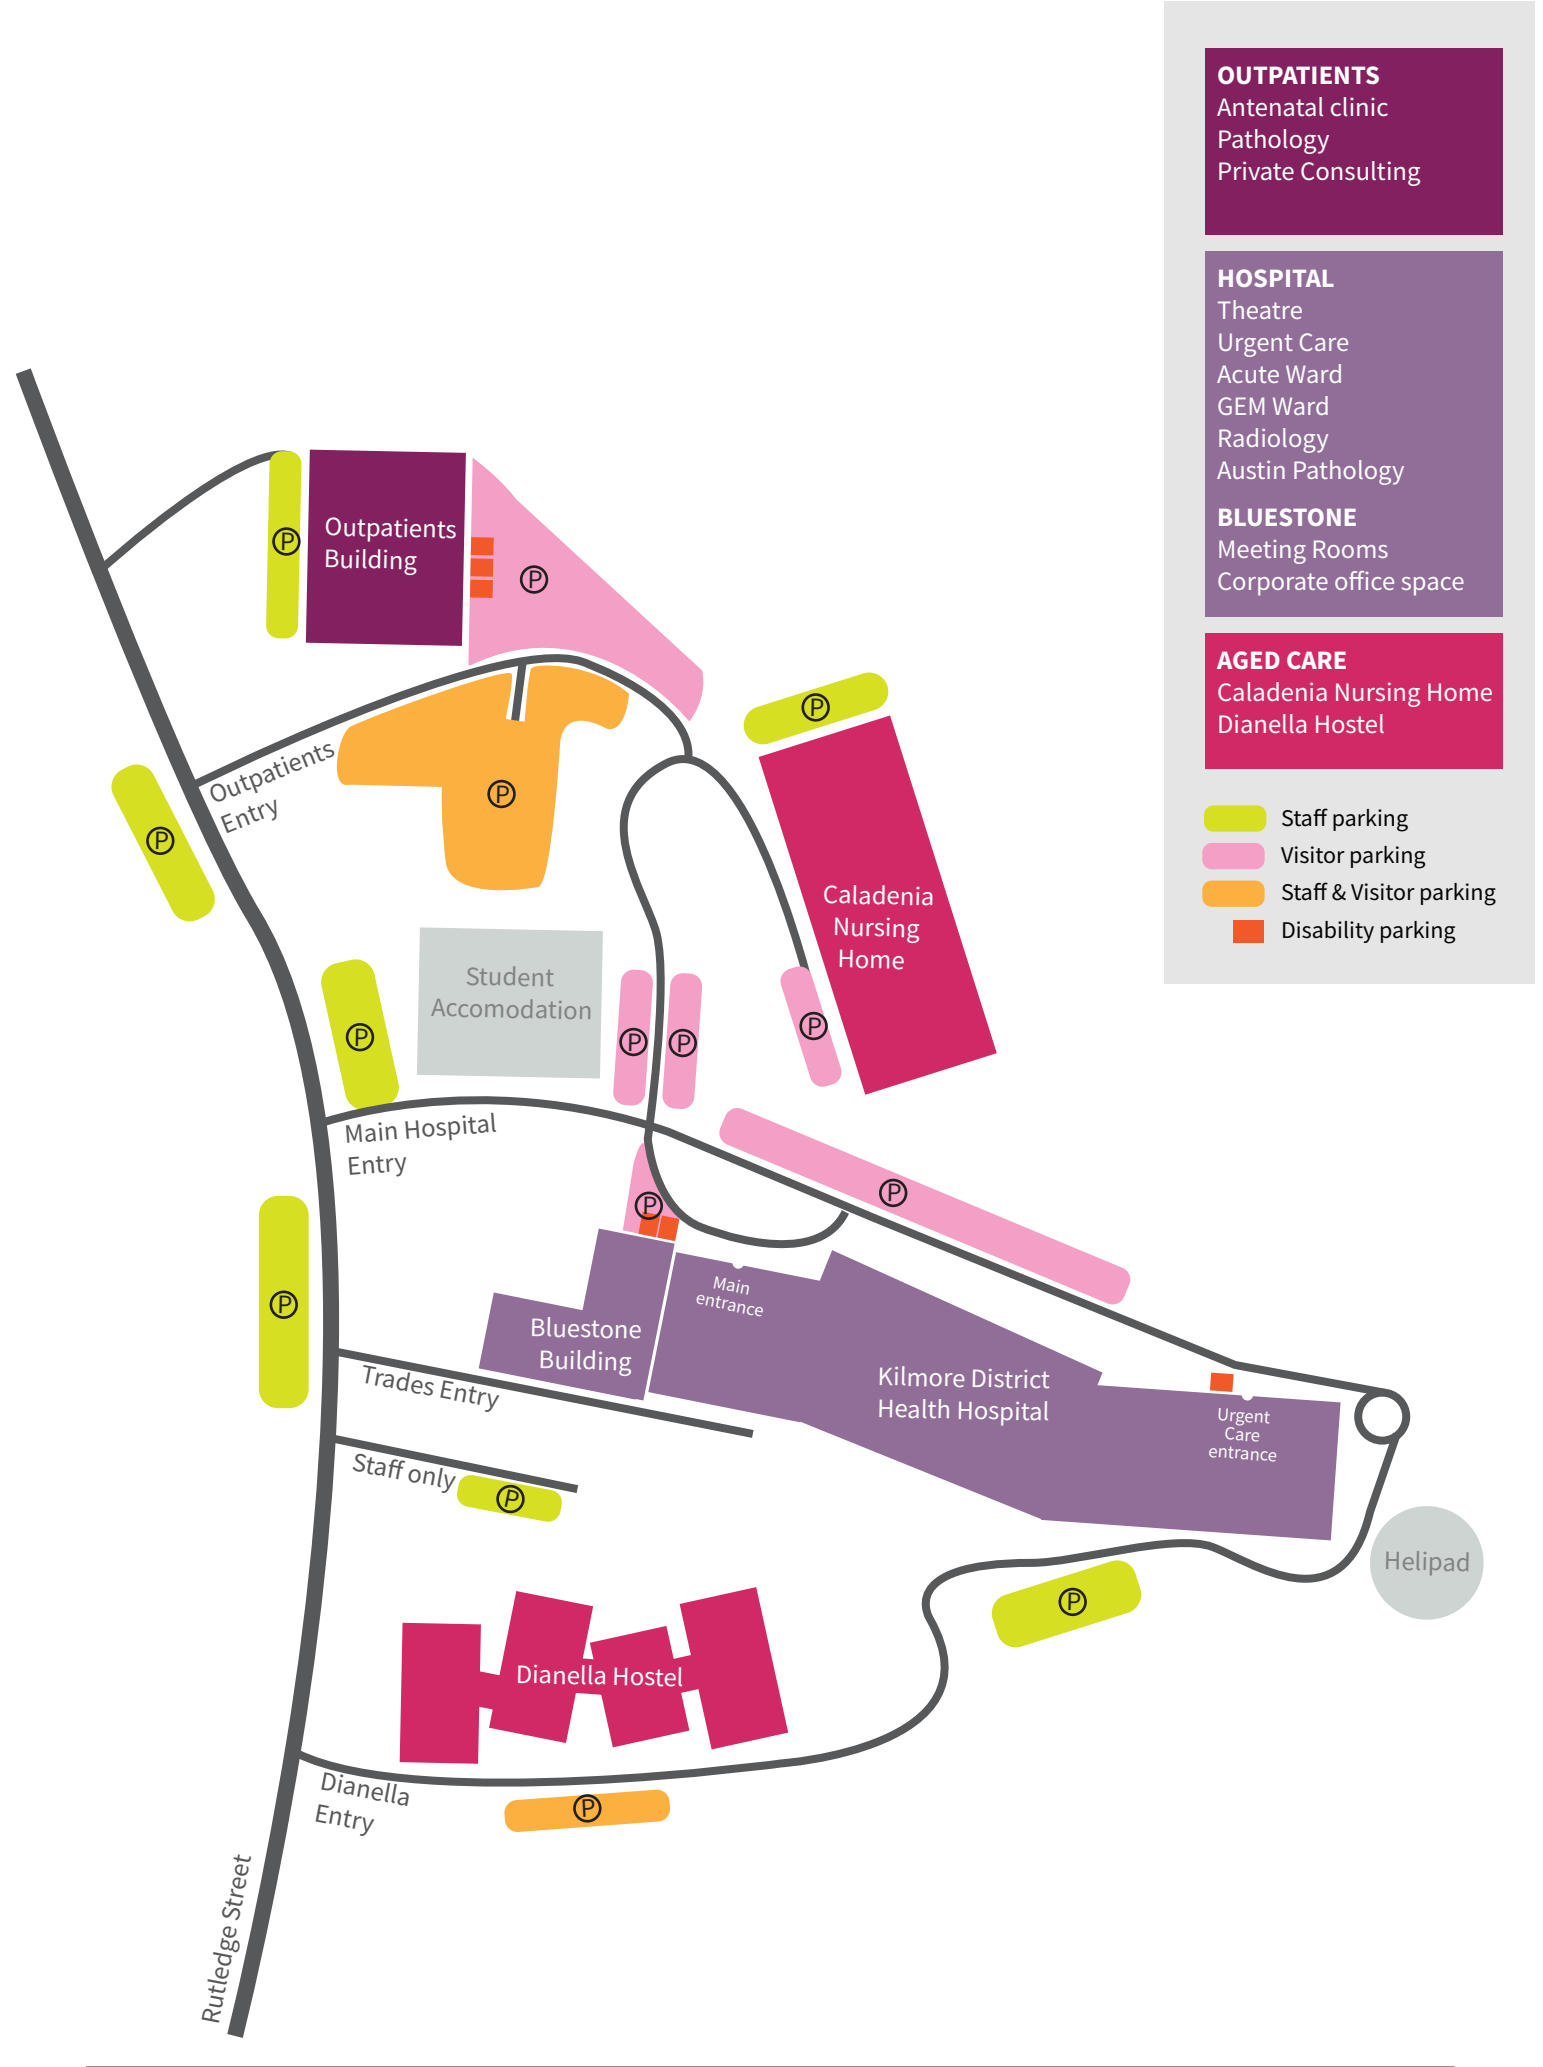 OUTPATIENTS
Antenatal clinic
Pathology
Private Consulting
HOSPITAL
Theatre
Urgent Care
Acute Ward
GEM Ward
Radiology
Austin Pathology
BLUESTONE
Meeting Rooms
Corporate office space
AGED CARE
Caladenia Nursing Home
Dianella Hostel
Staff parking
Visitor parking
Staff & Visitor parking
Disability parking
Outpatients
Building
P
P
P
Outpatients
Entry
P
P
Caladenia
Nursing
Home
Student
Accomodation
P
P
P
P
Main Hospital
Entry
P
P
P
Main
entrance
Bluestone
Building
Kilmore District
Health Hospital
Urgent
Care
entrance
P
Trades Entry
Staff only
P
Helipad
P
Dianella Hostel
Dianella
Entry
P
Rutledge Street